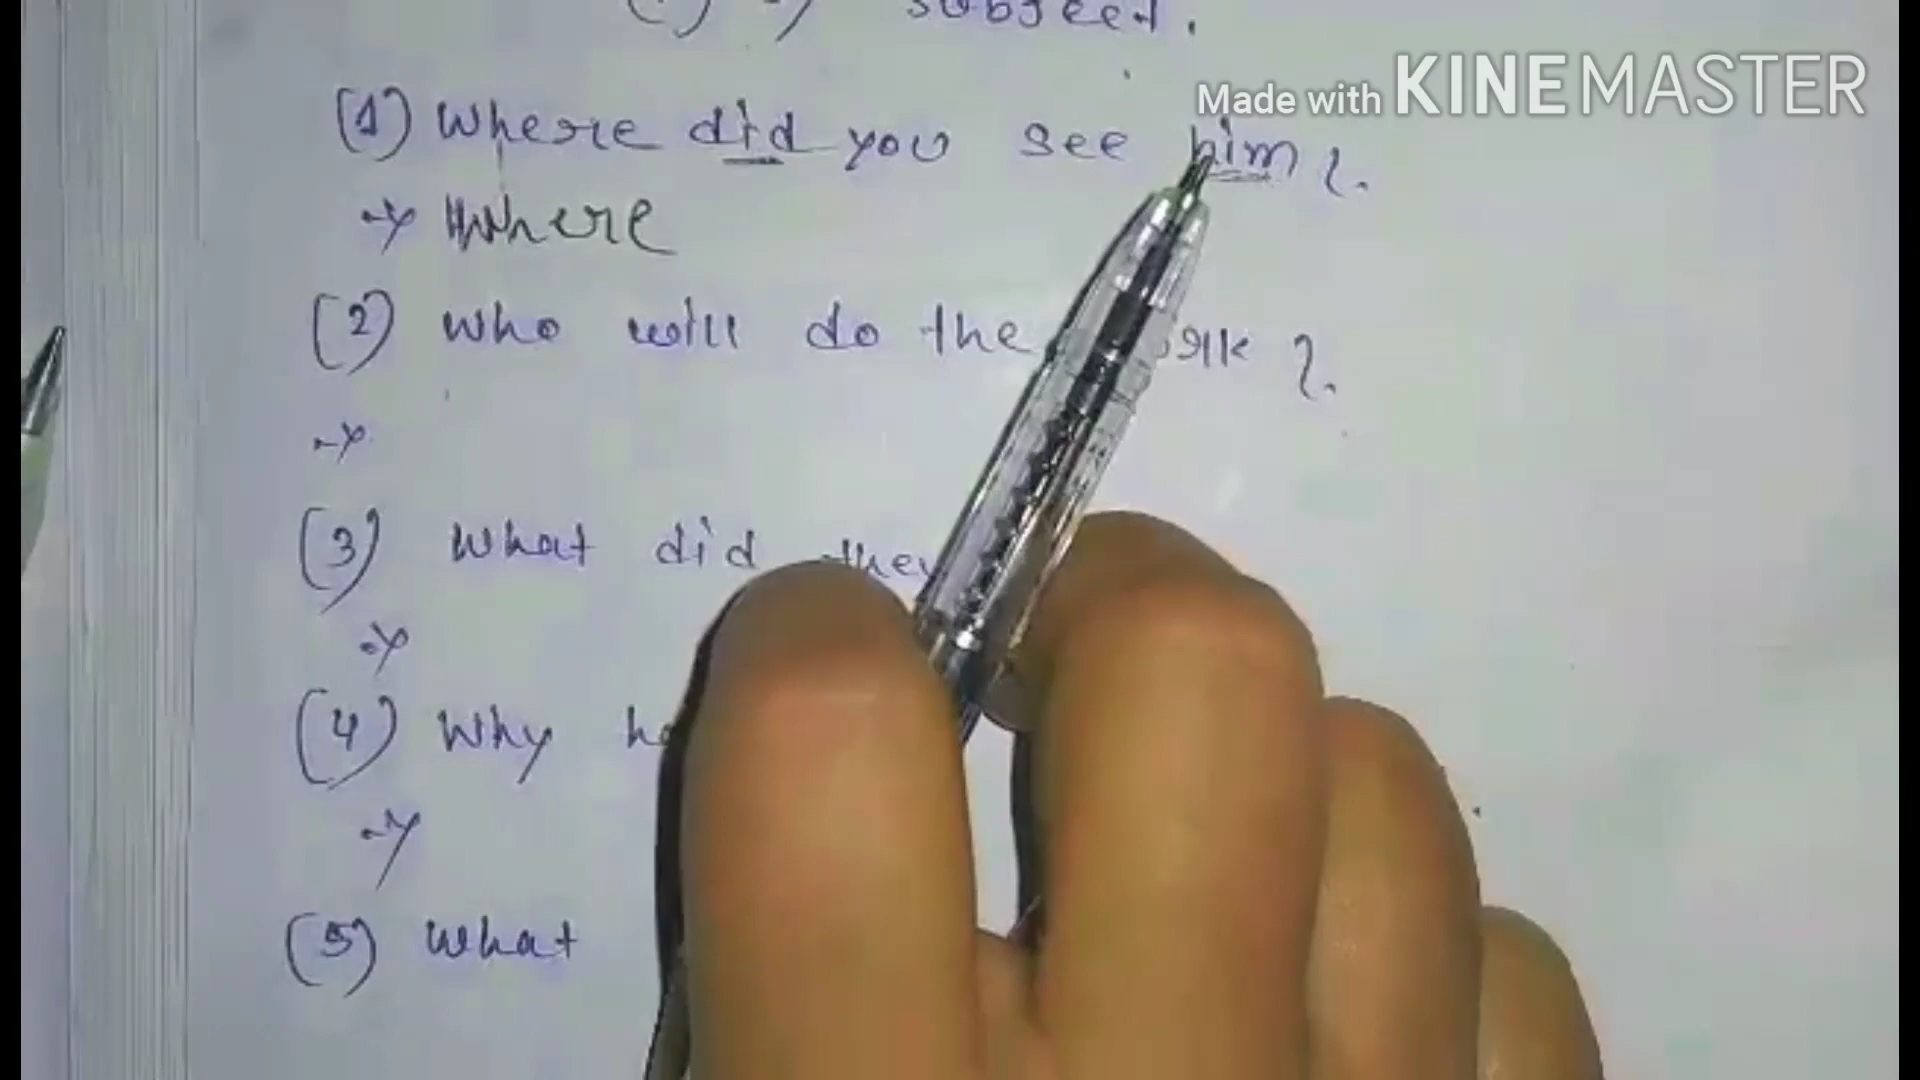 subject.
Made with KINEMASTER
(1) Where did you see him ?.
→ Where
(2) Who will do the ?.
→
(3) What did they
→
(4) Why
→
(5) What